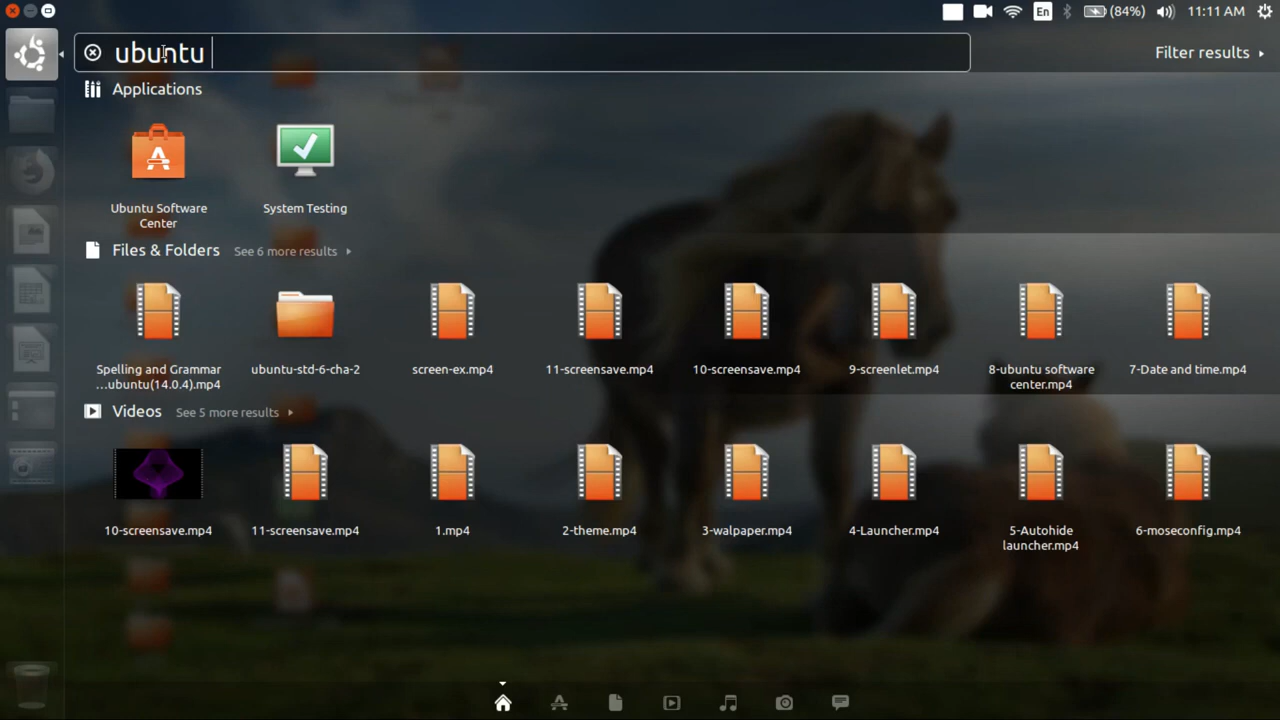 En
(84%)
11:11 AM
ubuntu
Filter results
Applications
Ubuntu Software
Center
System Testing
Files & Folders
See 6 more results
Spelling and Grammar
...ubuntu(14.0.4).mp4
ubuntu-std-6-cha-2
screen-ex.mp4
11-screensave.mp4
10-screensave.mp4
9-screenlet.mp4
8-ubuntu software
center.mp4
7-Date and time.mp4
Videos
See 5 more results
10-screensave.mp4
11-screensave.mp4
1.mp4
2-theme.mp4
3-walpaper.mp4
4-Launcher.mp4
5-Autohide
launcher.mp4
6-moseconfig.mp4